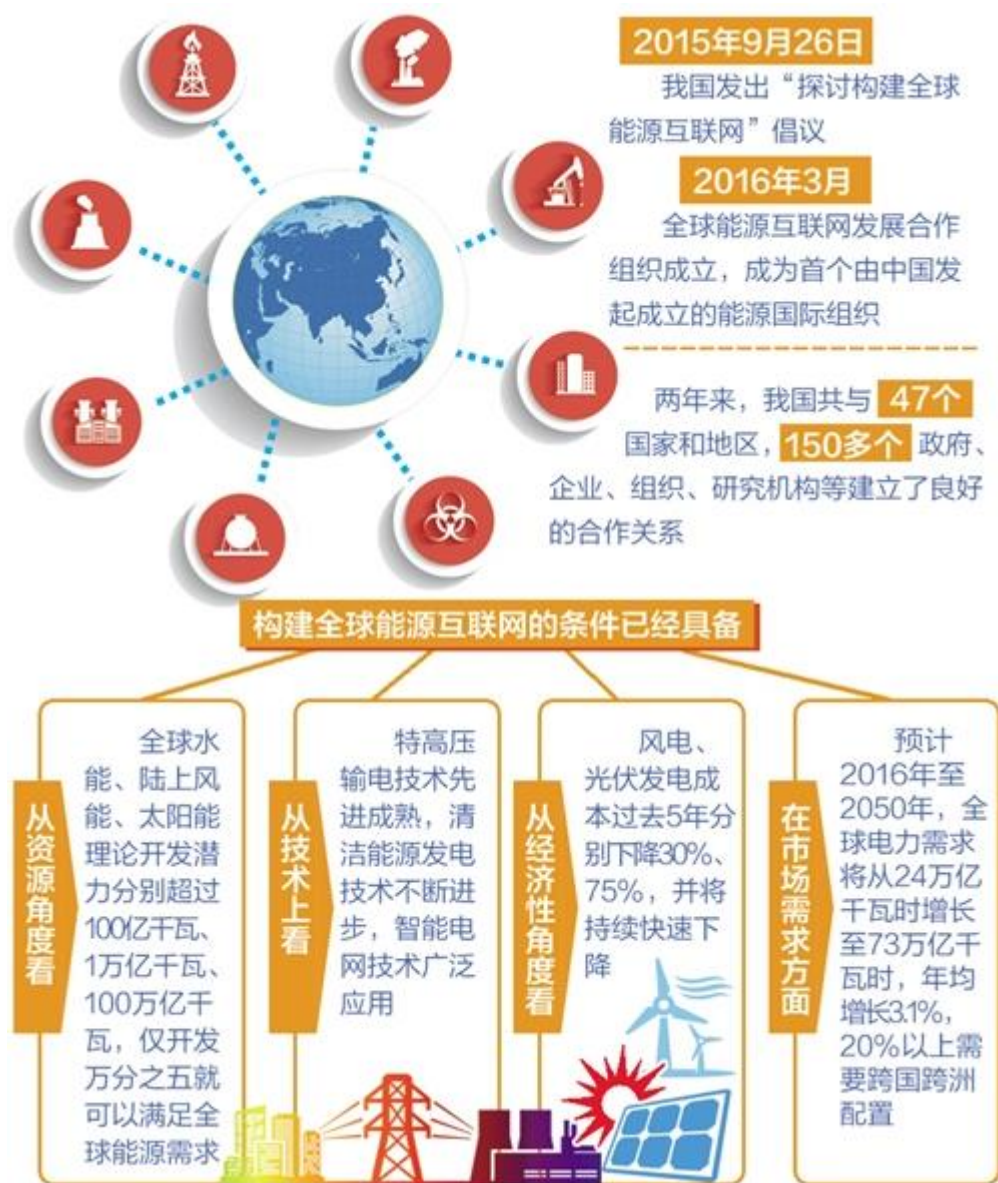 2015年9月26日
我国发出“探讨构建全球
能源互联网”倡议
2016年3月
全球能源互联网发展合作
组织成立，成为首个由中国发
起成立的能源国际组织
两年来，我国共与 47个
国家和地区，150多个 政府、
企业、组织、研究机构等建立了良好
的合作关系
构建全球能源互联网的条件已经具备
从资源角度看
全球水
能、陆上风
能、太阳能
理论开发潜
力分别超过
100亿千瓦、
1万亿千瓦、
100万亿千
瓦，仅开发
万分之五就
可以满足全
球能源需求
从技术上看
特高压
输电技术先
进成熟，清
洁能源发电
技术不断进
步，智能电
网技术广泛
应用
从经济性角度看
风电、
光伏发电成
本过去5年分
别下降30%、
75%，并将
持续快速下
降
在市场需求方面
预计
2016年至
2050年，全
球电力需求
将从24万亿
千瓦时增长
至73万亿千
瓦时，年均
增长3.1%，
20%以上需
要跨国跨洲
配置